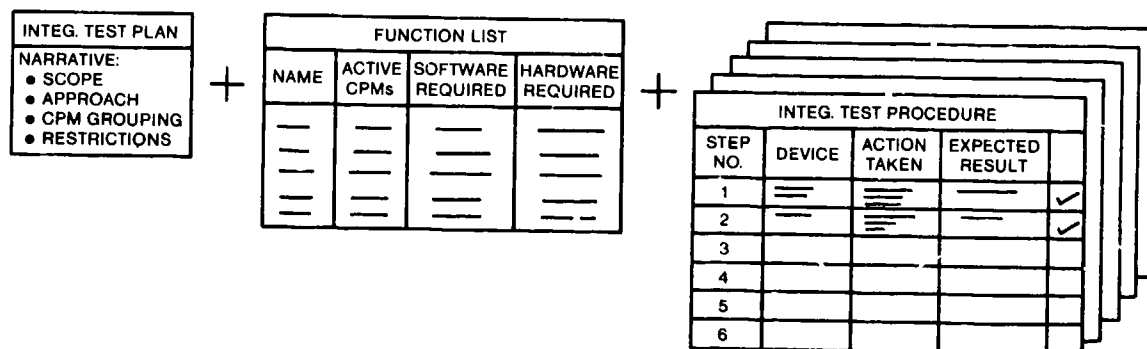 INTEG. TEST PLAN
NARRATIVE:
● SCOPE
● APPROACH
● CPM GROUPING
● RESTRICTIONS
+
FUNCTION LIST
NAME
ACTIVE
CPMs
SOFTWARE
REQUIRED
HARDWARE
REQUIRED
+
INTEG. TEST PROCEDURE
STEP
NO.
DEVICE
ACTION
TAKEN
EXPECTED
RESULT
1
✓
2
✓
3
4
5
6